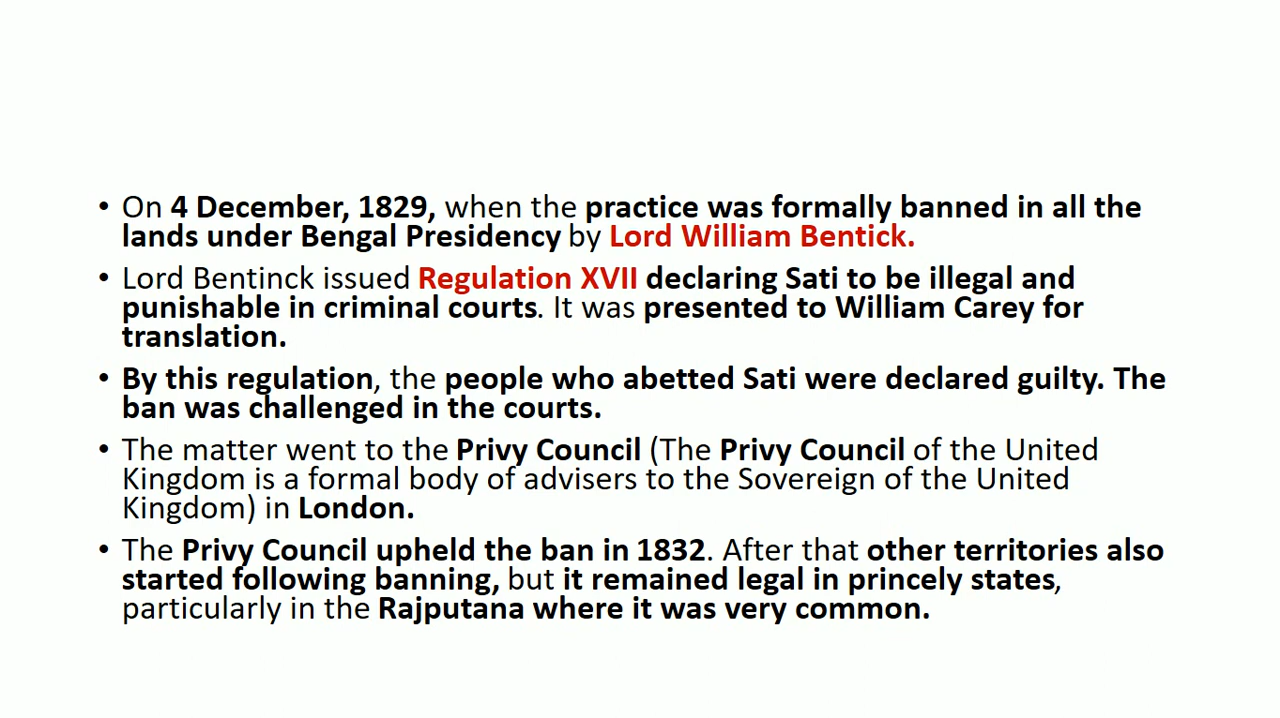 • On 4 December, 1829, when the practice was formally banned in all the
lands under Bengal Presidency by Lord William Bentick.
• Lord Bentinck issued Regulation XVII declaring Sati to be illegal and
punishable in criminal courts. It was presented to William Carey for
translation.
• By this regulation, the people who abetted Sati were declared guilty. The
ban was challenged in the courts.
• The matter went to the Privy Council (The Privy Council of the United
Kingdom is a formal body of advisers to the Sovereign of the United
Kingdom) in London.
• The Privy Council upheld the ban in 1832. After that other territories also
started following banning, but it remained legal in princely states,
particularly in the Rajputana where it was very common.